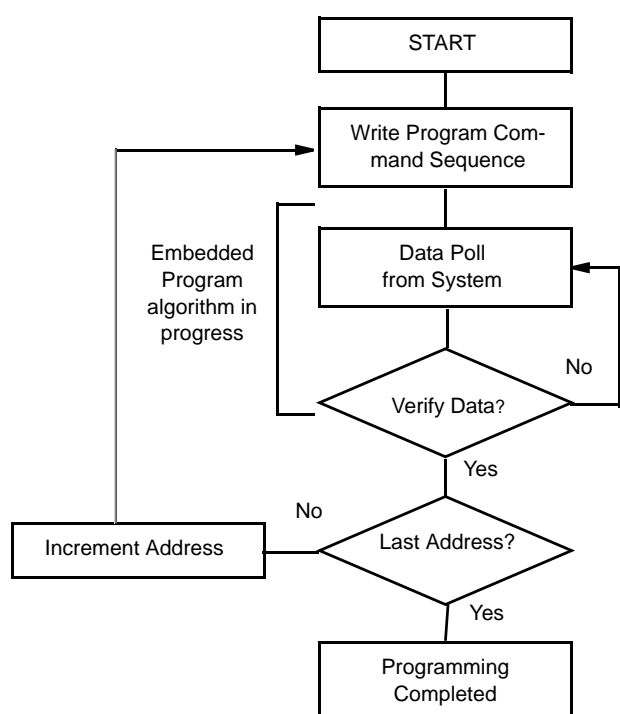 START
Write Program Com-
mand Sequence
Embedded
Program
algorithm in
progress
Data Poll
from System
No
Verify Data?
Yes
No
Increment Address
Last Address?
Yes
Programming
Completed